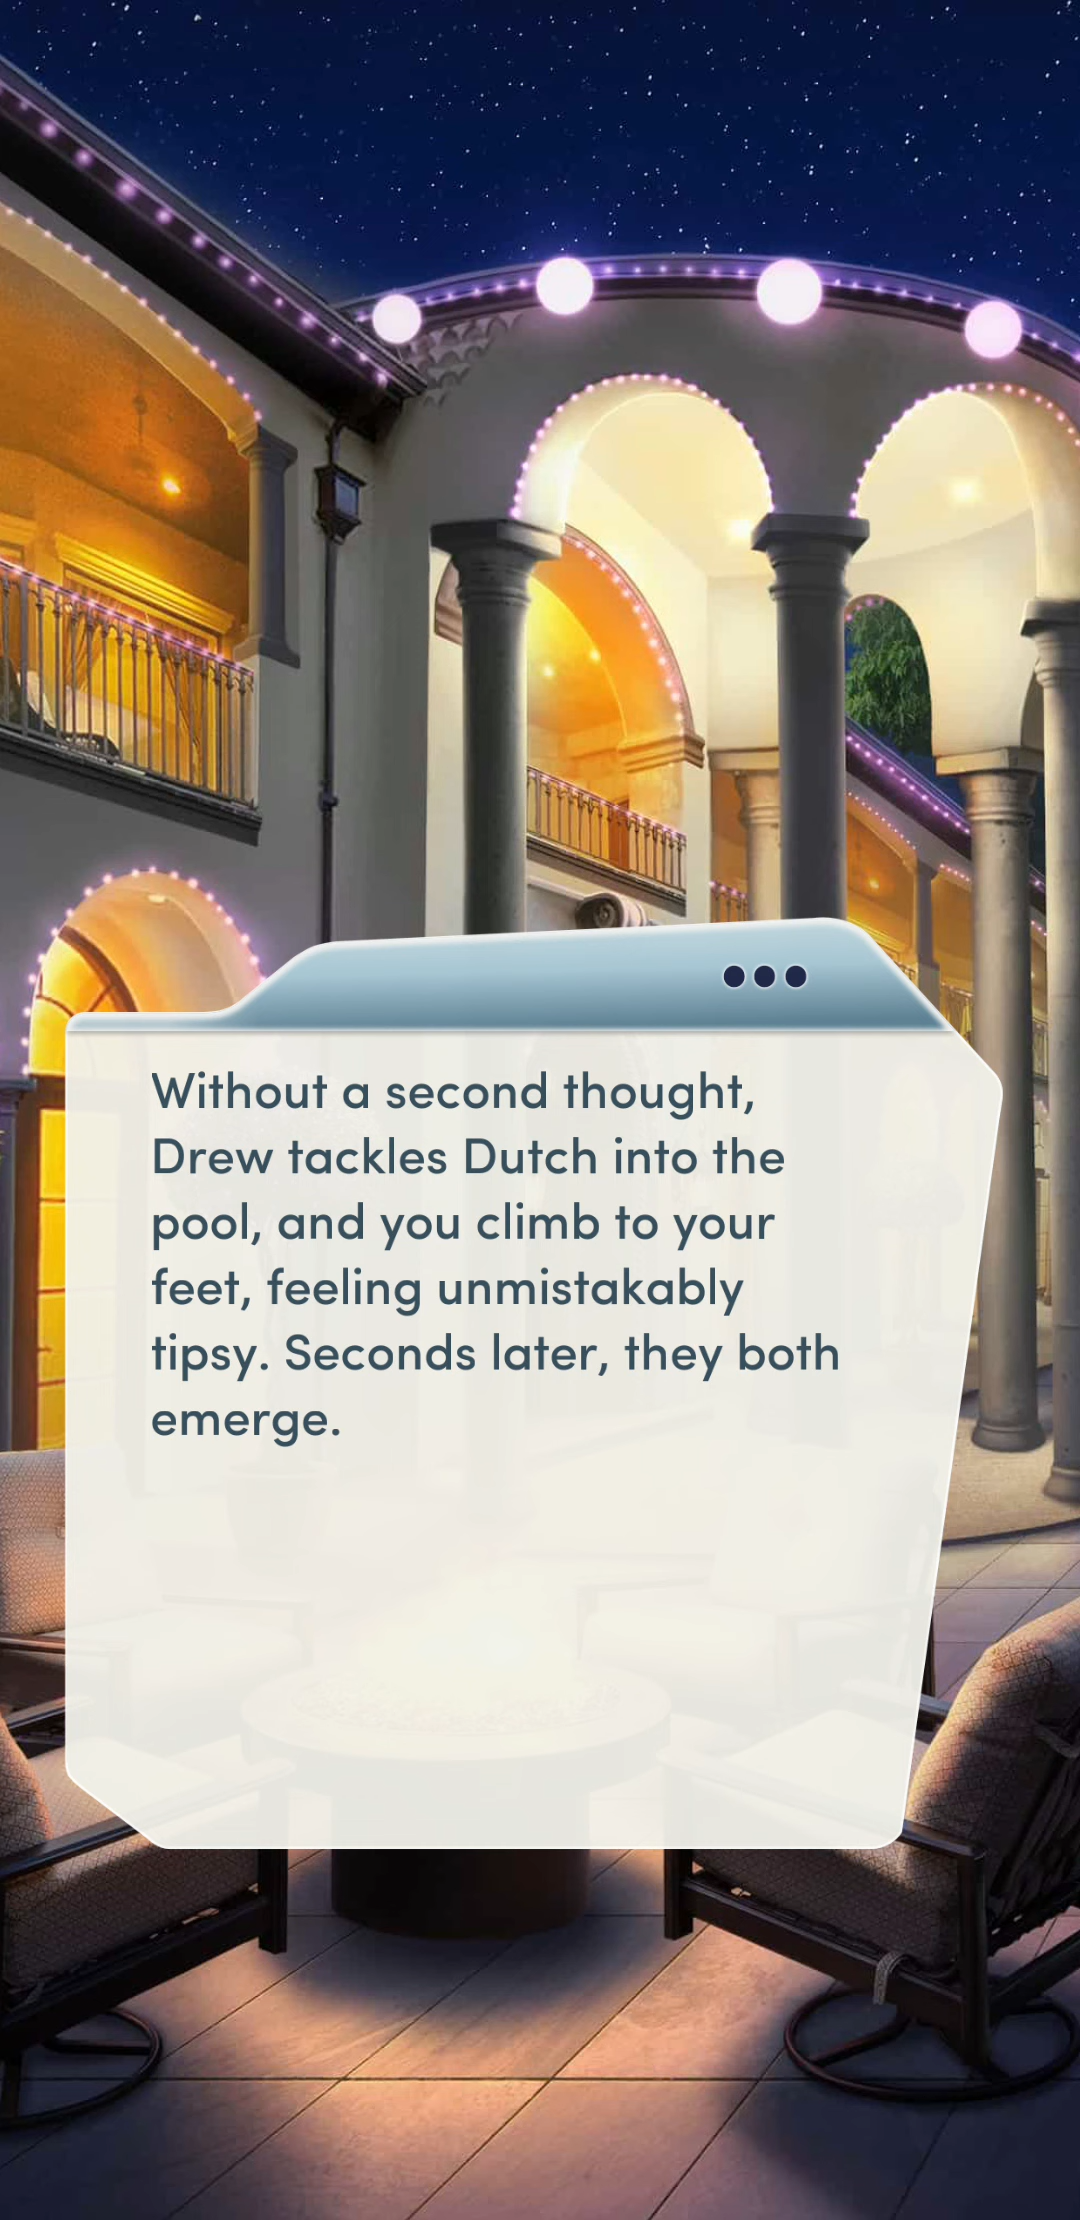 Without a second thought,
Drew tackles Dutch into the
pool, and you climb to your
feet, feeling unmistakably
tipsy. Seconds later, they both
emerge.